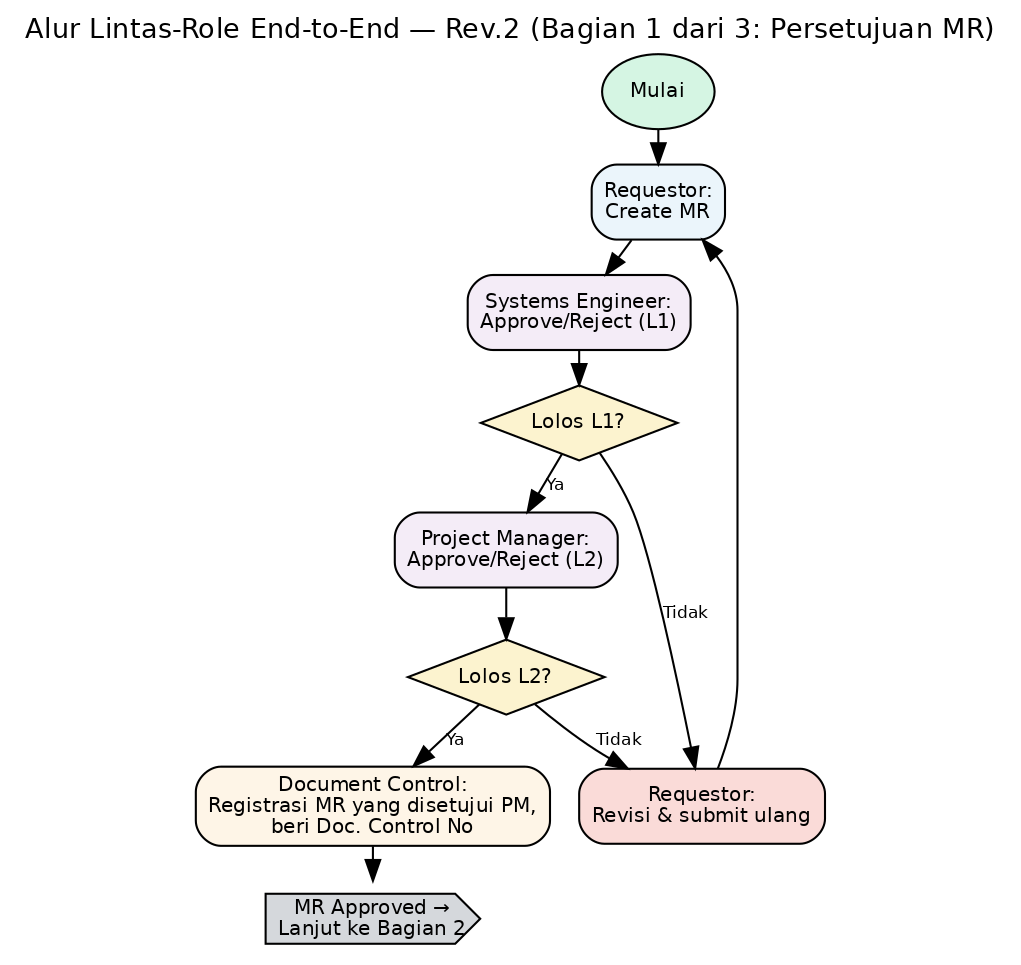 Alur Lintas-Role End-to-End — Rev.2 (Bagian 1 dari 3: Persetujuan MR)
Mulai
Requestor:
Create MR
Systems Engineer:
Approve/Reject (L1)
Lolos L1?
Ya
Project Manager:
Approve/Reject (L2)
Tidak
Lolos L2?
Ya
Tidak
Document Control:
Registrasi MR yang disetujui PM,
beri Doc. Control No
Requestor:
Revisi & submit ulang
MR Approved →
Lanjut ke Bagian 2